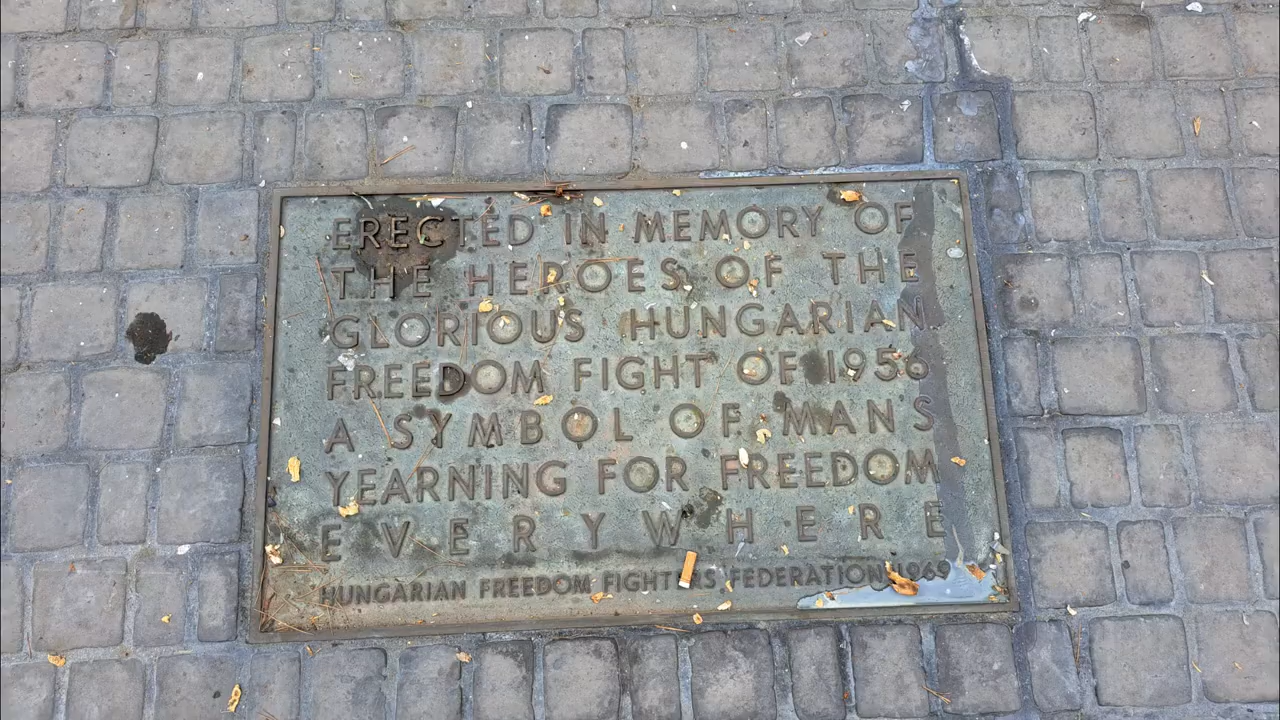 ERECTED IN MEMORY OF
THE HEROES OF THE
GLORIOUS HUNGARIAN
FREEDOM FIGHT OF 1956
A SYMBOL OF MANS
YEARNING FOR FREEDOM
EVERYWHERE
HUNGARIAN FREEDOM FIGHTERS FEDERATION 1969